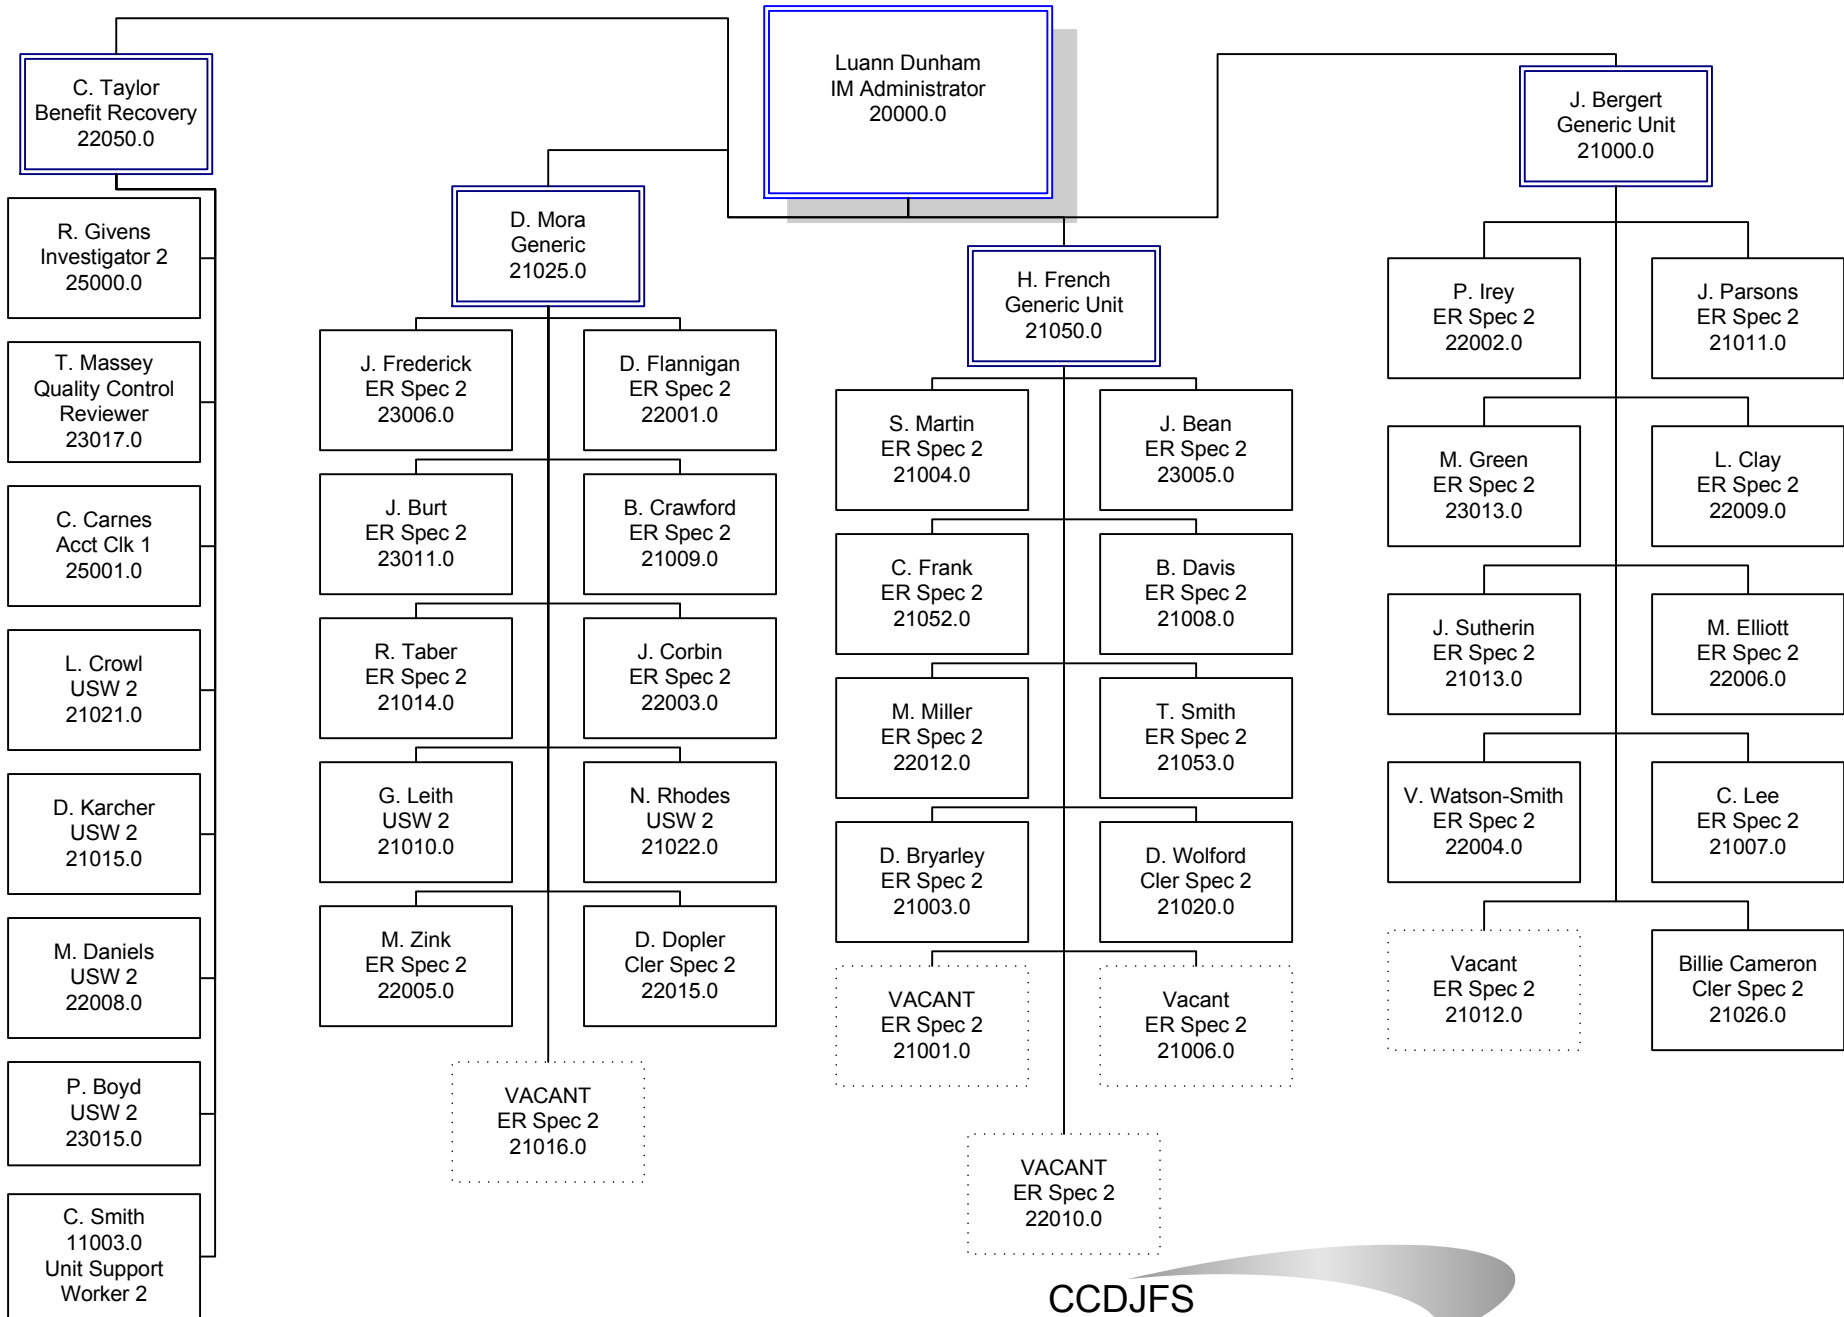 Luann Dunham
IM Administrator
20000.0
C. Taylor
Benefit Recovery
22050.0
R. Givens
Investigator 2
25000.0
T. Massey
Quality Control
Reviewer
23017.0
C. Carnes
Acct Clk 1
25001.0
L. Crowl
USW 2
21021.0
D. Karcher
USW 2
21015.0
M. Daniels
USW 2
22008.0
P. Boyd
USW 2
23015.0
C. Smith
11003.0
Unit Support
Worker 2
D. Mora
Generic
21025.0
J. Frederick
ER Spec 2
23006.0
D. Flannigan
ER Spec 2
22001.0
J. Burt
ER Spec 2
23011.0
B. Crawford
ER Spec 2
21009.0
R. Taber
ER Spec 2
21014.0
J. Corbin
ER Spec 2
22003.0
G. Leith
USW 2
21010.0
N. Rhodes
USW 2
21022.0
M. Zink
ER Spec 2
22005.0
D. Dopler
Cler Spec 2
22015.0
VACANT
ER Spec 2
21016.0
H. French
Generic Unit
21050.0
S. Martin
ER Spec 2
21004.0
J. Bean
ER Spec 2
23005.0
C. Frank
ER Spec 2
21052.0
B. Davis
ER Spec 2
21008.0
M. Miller
ER Spec 2
22012.0
T. Smith
ER Spec 2
21053.0
D. Bryarley
ER Spec 2
21003.0
D. Wolford
Cler Spec 2
21020.0
VACANT
ER Spec 2
21001.0
Vacant
ER Spec 2
21006.0
VACANT
ER Spec 2
22010.0
J. Bergert
Generic Unit
21000.0
P. Irey
ER Spec 2
22002.0
J. Parsons
ER Spec 2
21011.0
M. Green
ER Spec 2
23013.0
L. Clay
ER Spec 2
22009.0
J. Sutherin
ER Spec 2
21013.0
M. Elliott
ER Spec 2
22006.0
V. Watson-Smith
ER Spec 2
22004.0
C. Lee
ER Spec 2
21007.0
Vacant
ER Spec 2
21012.0
Billie Cameron
Cler Spec 2
21026.0
CCDJFS